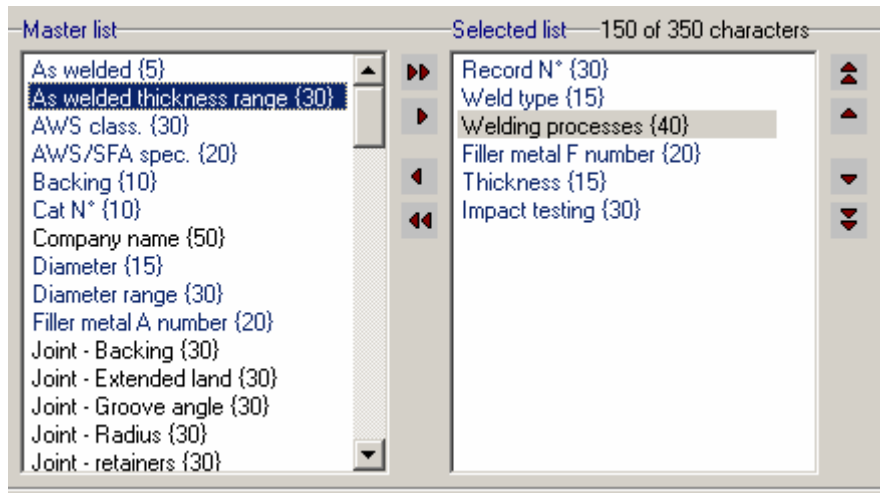 Master list
As welded {5}
As welded thickness range {30}
AWS class. {30}
AWS/SFA spec. {20}
Backing {10}
Cat N° {10}
Company name {50}
Diameter {15}
Diameter range {30}
Filler metal A number {20}
Joint - Backing {30}
Joint - Extended land {30}
Joint - Groove angle {30}
Joint - Radius {30}
Joint - retainers {30}
Selected list 150 of 350 characters
Record N° {30}
Weld type {15}
Welding processes {40}
Filler metal F number {20}
Thickness {15}
Impact testing {30}